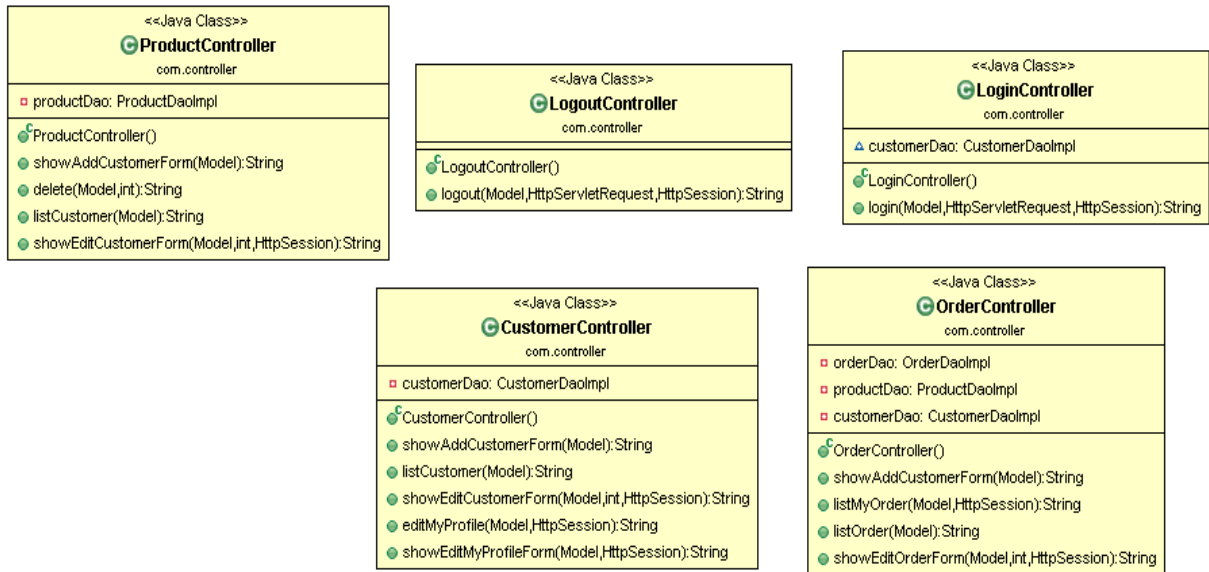 <<Java Class>>
ProductController
com.controller
productDao: ProductDaoImpl
ProductController()
showAddCustomerForm(Model):String
delete(Model,int):String
listCustomer(Model):String
showEditCustomerForm(Model,int,HttpSession):String
<<Java Class>>
LogoutController
com.controller
LogoutController()
logout(Model,HttpServletRequest,HttpSession):String
<<Java Class>>
LoginController
com.controller
customerDao: CustomerDaoImpl
LoginController()
login(Model,HttpServletRequest,HttpSession):String
<<Java Class>>
CustomerController
com.controller
customerDao: CustomerDaoImpl
CustomerController()
showAddCustomerForm(Model):String
listCustomer(Model):String
showEditCustomerForm(Model,int,HttpSession):String
editMyProfile(Model,HttpSession):String
showEditMyProfileForm(Model,HttpSession):String
<<Java Class>>
OrderController
com.controller
orderDao: OrderDaoImpl
productDao: ProductDaoImpl
customerDao: CustomerDaoImpl
OrderController()
showAddCustomerForm(Model):String
listMyOrder(Model,HttpSession):String
listOrder(Model):String
showEditOrderForm(Model,int,HttpSession):String